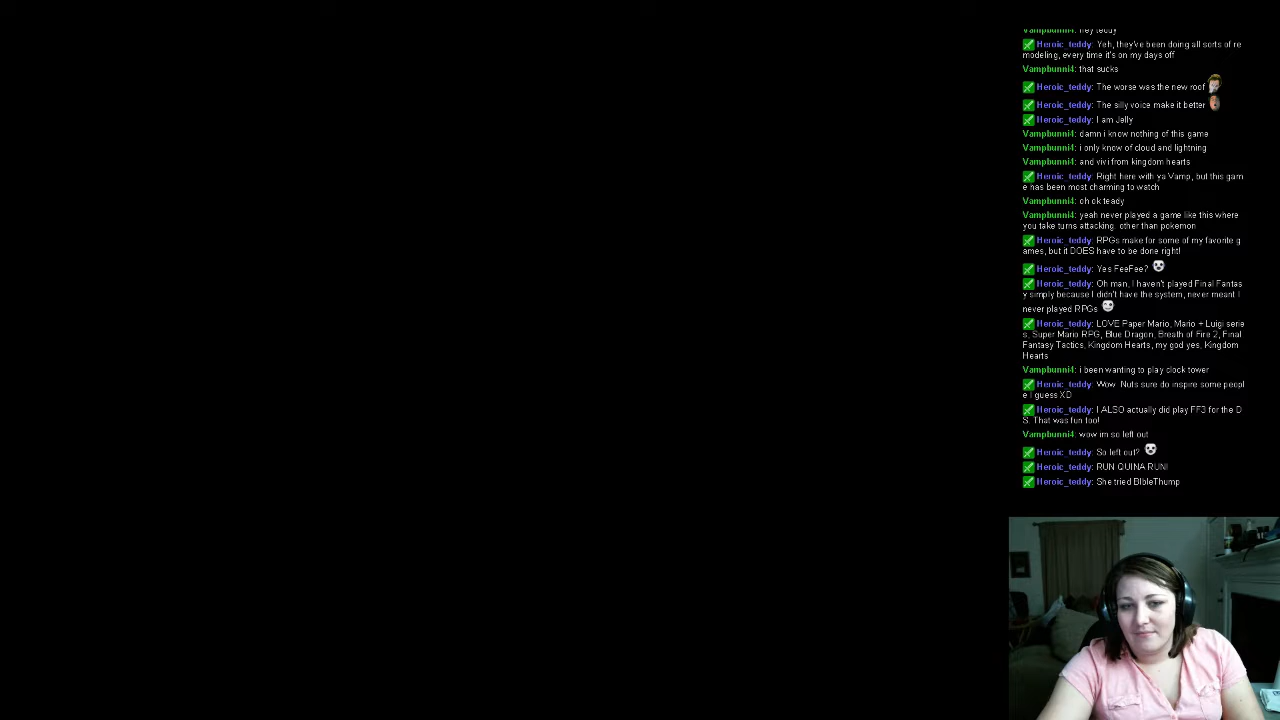 Vampbunni4: hey teddy
Heroic_teddy: Yeh, they've been doing all sorts of re
modeling, every time it's on my days off
Vampbunni4: that sucks
Heroic_teddy: The worse was the new roof
Heroic_teddy: The silly voice make it better
Heroic_teddy: I am Jelly
Vampbunni4: damn i know nothing of this game
Vampbunni4: i only know of cloud and lightning
Vampbunni4: and vivi from kingdom hearts
Heroic_teddy: Right here with ya Vamp, but this gam
e has been most charming to watch
Vampbunni4: oh ok teady
Vampbunni4: yeah never played a game like this where
you take turns attacking. other than pokemon
Heroic_teddy: RPGs make for some of my favorite g
ames, but it DOES have to be done right!
Heroic_teddy: Yes FeeFee?
Heroic_teddy: Oh man, I haven't played Final Fantas
y simply because I didn't have the system, never meant I
never played RPGs
Heroic_teddy: LOVE Paper Mario, Mario + Luigi serie
s, Super Mario RPG, Blue Dragon, Breath of Fire 2, Final
Fantasy Tactics, Kingdom Hearts, my god yes, Kingdom
Hearts
Vampbunni4: i been wanting to play clock tower
Heroic_teddy: Wow. Nuts sure do inspire some peopl
e I guess XD
Heroic_teddy: I ALSO actually did play FF3 for the D
S. That was fun too!
Vampbunni4: wow im so left out
Heroic_teddy: So left out?
Heroic_teddy: RUN QUINA RUN!
Heroic_teddy: She tried BIbleThump